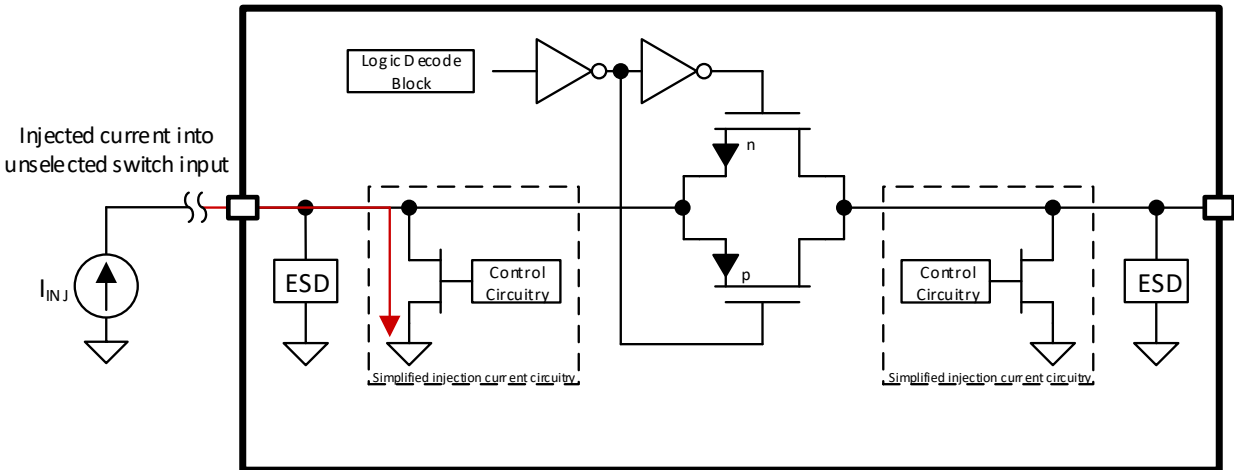 Logic Decode
Block
Injected current into
unselected switch input
n
p
I_INJ
ESD
Control
Circuitry
Simplified injection current circuitry
Control
Circuitry
ESD
Simplified injection current circuitry